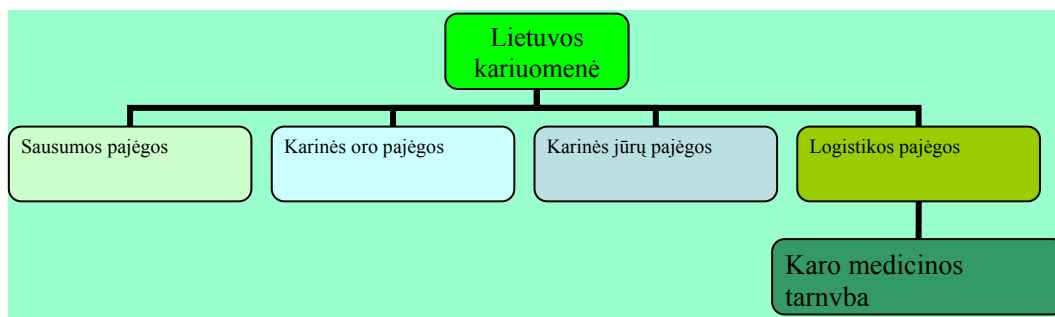 Lietuvos
kariuomenė
Sausumos pajėgos
Karinės oro pajėgos
Karinės jūrų pajėgos
Logistikos pajėgos
Karo medicinos
tarnyba